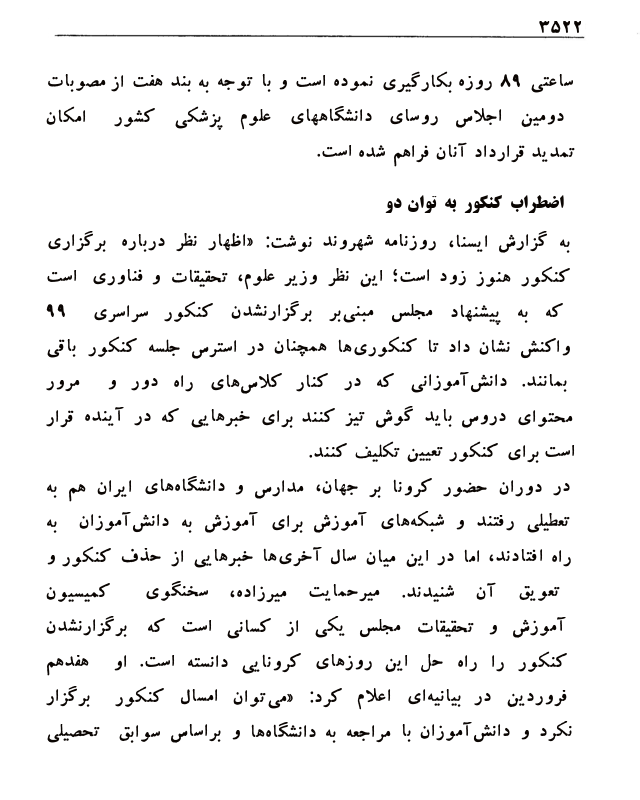 ۳۵۲۲
ساعتی ۸۹ روزه بکارگیری نموده است و با توجه به بند هفت از مصوبات
دومین اجلاس روسای دانشگاههای علوم پزشکی کشور امکان
تمدید قرارداد آنان فراهم شده است.
اضطراب کنکور به توان دو
به گزارش ایسنا، روزنامه شهروند نوشت: «اظهار نظر درباره برگزاری
کنکور هنوز زود است؛ این نظر وزیر علوم، تحقیقات و فناوری است
که به پیشنهاد مجلس مبنی‌بر برگزارنشدن کنکور سراسری ۹۹
واکنش نشان داد تا کنکوری‌ها همچنان در استرس جلسه کنکور باقی
بمانند. دانش‌آموزانی که در کنار کلاس‌های راه دور و مرور
محتوای دروس باید گوش تیز کنند برای خبرهایی که در آینده قرار
است برای کنکور تعیین تکلیف کنند.
در دوران حضور کرونا بر جهان، مدارس و دانشگاه‌های ایران هم به
تعطیلی رفتند و شبکه‌های آموزش برای آموزش به دانش‌آموزان به
راه افتادند، اما در این میان سال آخری‌ها خبرهایی از حذف کنکور و
تعویق آن شنیدند. میرحمایت میرزاده، سخنگوی کمیسیون
آموزش و تحقیقات مجلس یکی از کسانی است که برگزارنشدن
کنکور را راه حل این روزهای کرونایی دانسته است. او هفدهم
فروردین در بیانیه‌ای اعلام کرد: «می‌توان امسال کنکور برگزار
نکرد و دانش‌آموزان با مراجعه به دانشگاه‌ها و براساس سوابق تحصیلی